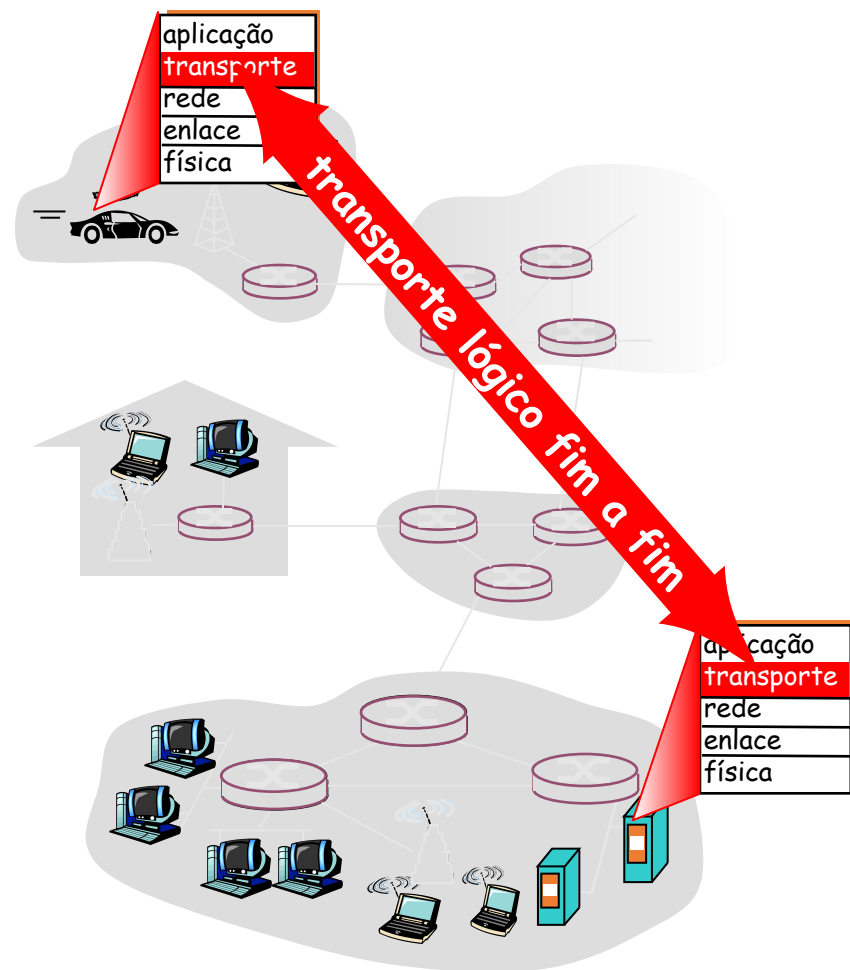 aplicação
transporte
rede
enlace
física
transporte lógico fim a fim
aplicação
transporte
rede
enlace
física